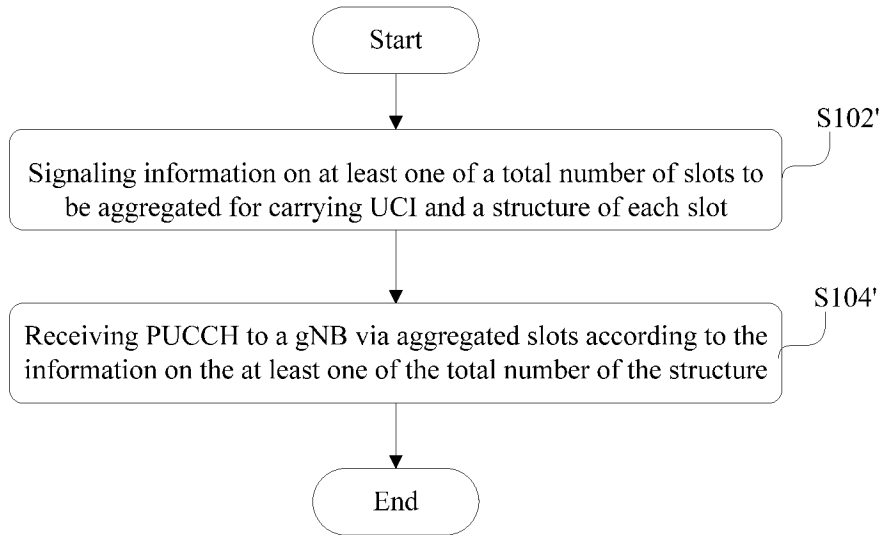 Start
S102'
Signaling information on at least one of a total number of slots to
be aggregated for carrying UCI and a structure of each slot
S104'
Receiving PUCCH to a gNB via aggregated slots according to the
information on the at least one of the total number of the structure
End